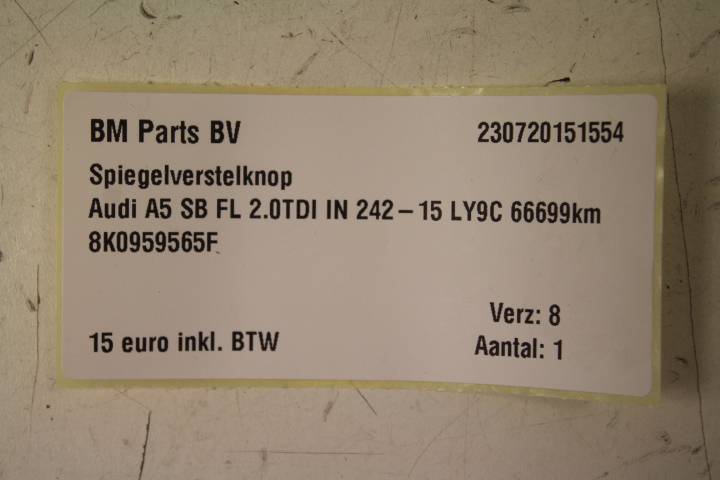 BM Parts BV 230720151554
Spiegelverstelknop
Audi A5 SB FL 2.0TDI IN 242-15 LY9C 66699km
8K0959565F
Verz: 8
15 euro inkl. BTW Aantal: 1